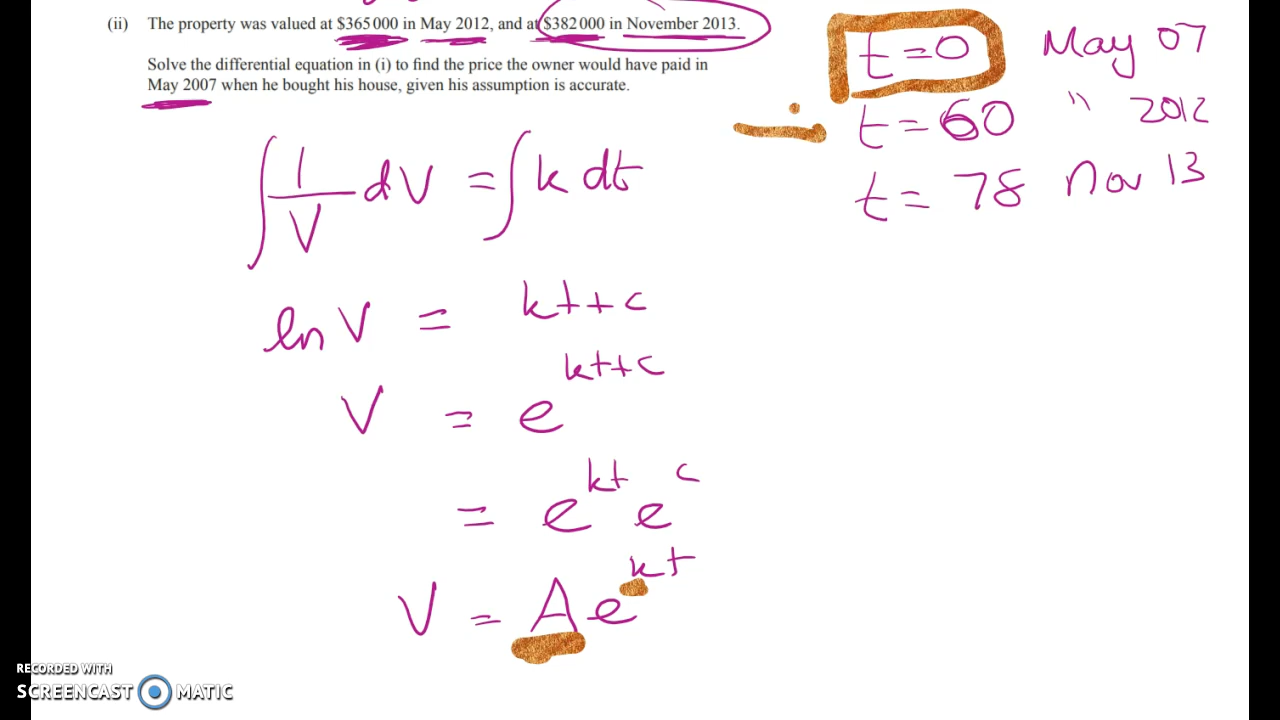 (ii) The property was valued at $365 000 in May 2012, and at $382 000 in November 2013.
Solve the differential equation in (i) to find the price the owner would have paid in
May 2007 when he bought his house, given his assumption is accurate.
t = 0 May 07
t = 60 " 2012
t = 78 Nov 13
∫ 1/V dV = ∫ k dt
ln V = kt + c
V = e^(kt+c)
= e^(kt) e^c
V = A e^(kt)
RECORDED WITH
SCREENCAST MATIC